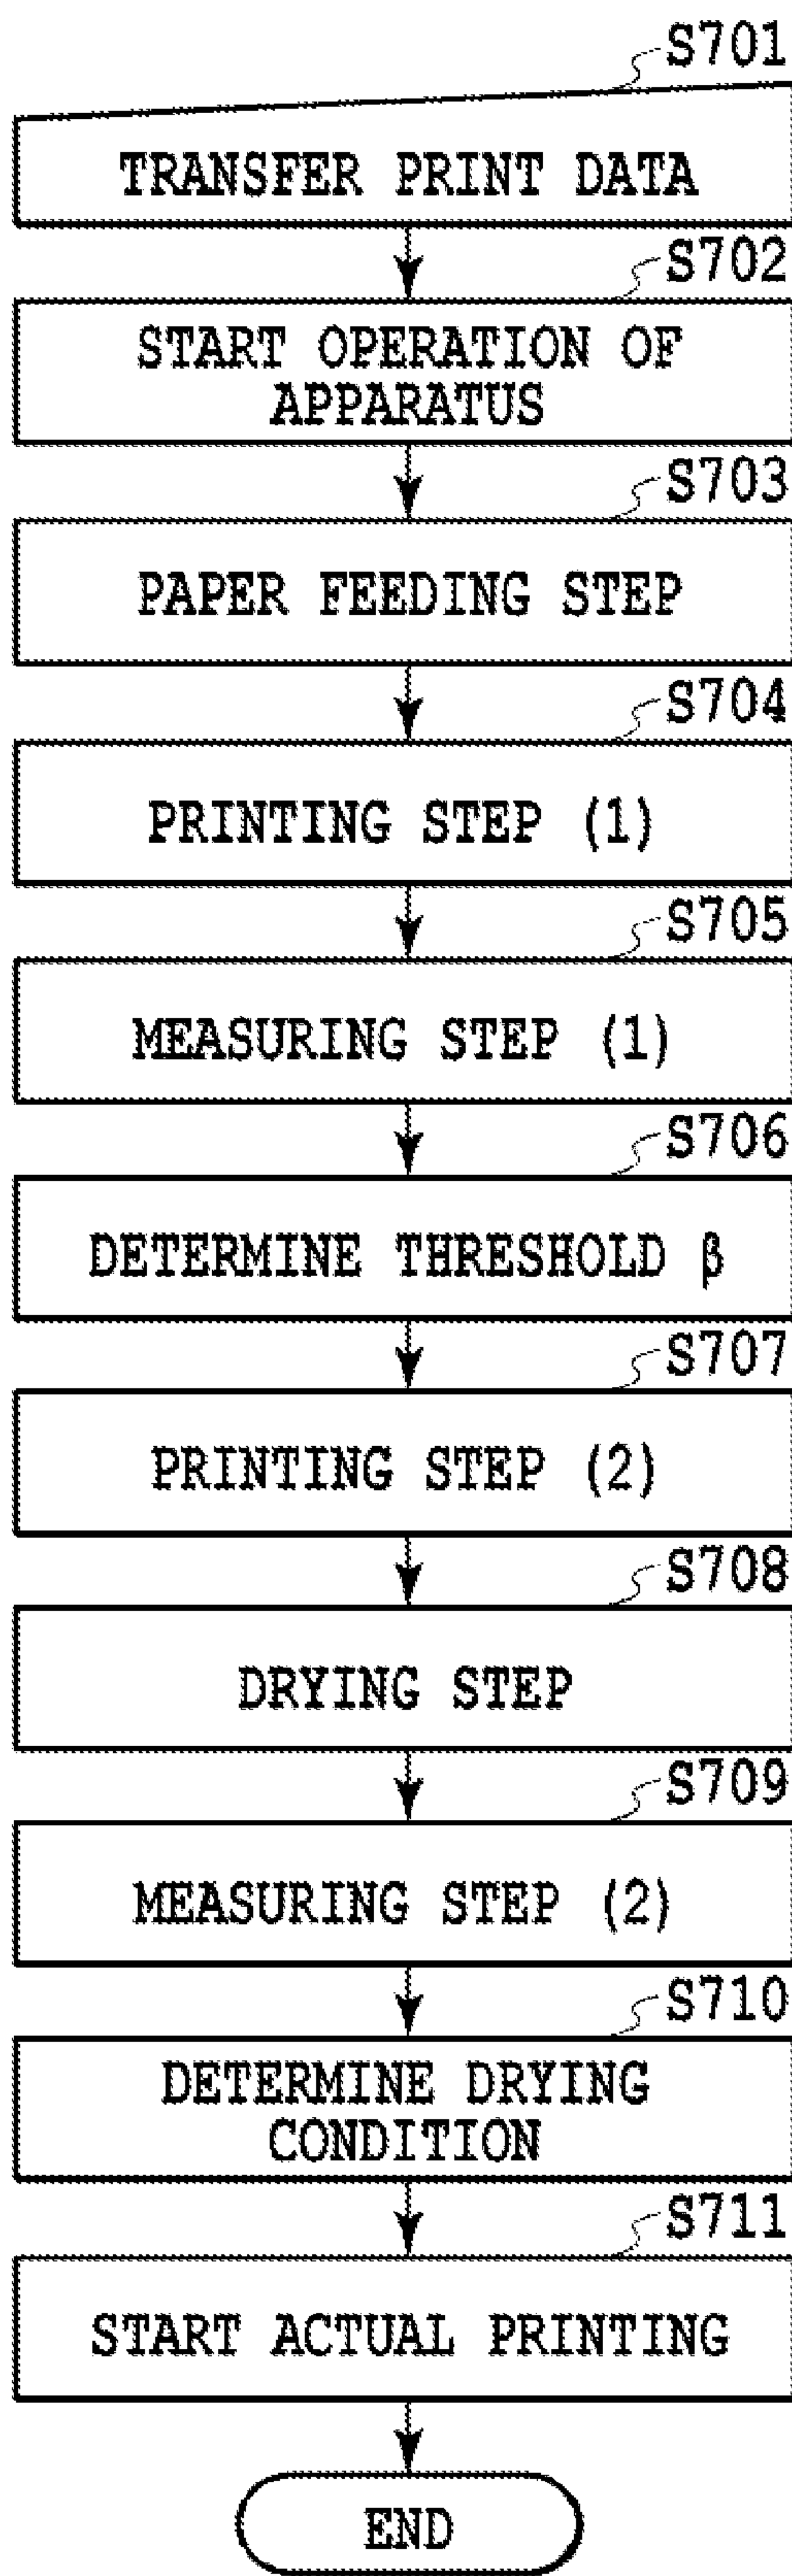 S701
TRANSFER PRINT DATA
S702
START OPERATION OF
APPARATUS
S703
PAPER FEEDING STEP
S704
PRINTING STEP (1)
S705
MEASURING STEP (1)
S706
DETERMINE THRESHOLD β
S707
PRINTING STEP (2)
S708
DRYING STEP
S709
MEASURING STEP (2)
S710
DETERMINE DRYING
CONDITION
S711
START ACTUAL PRINTING
END